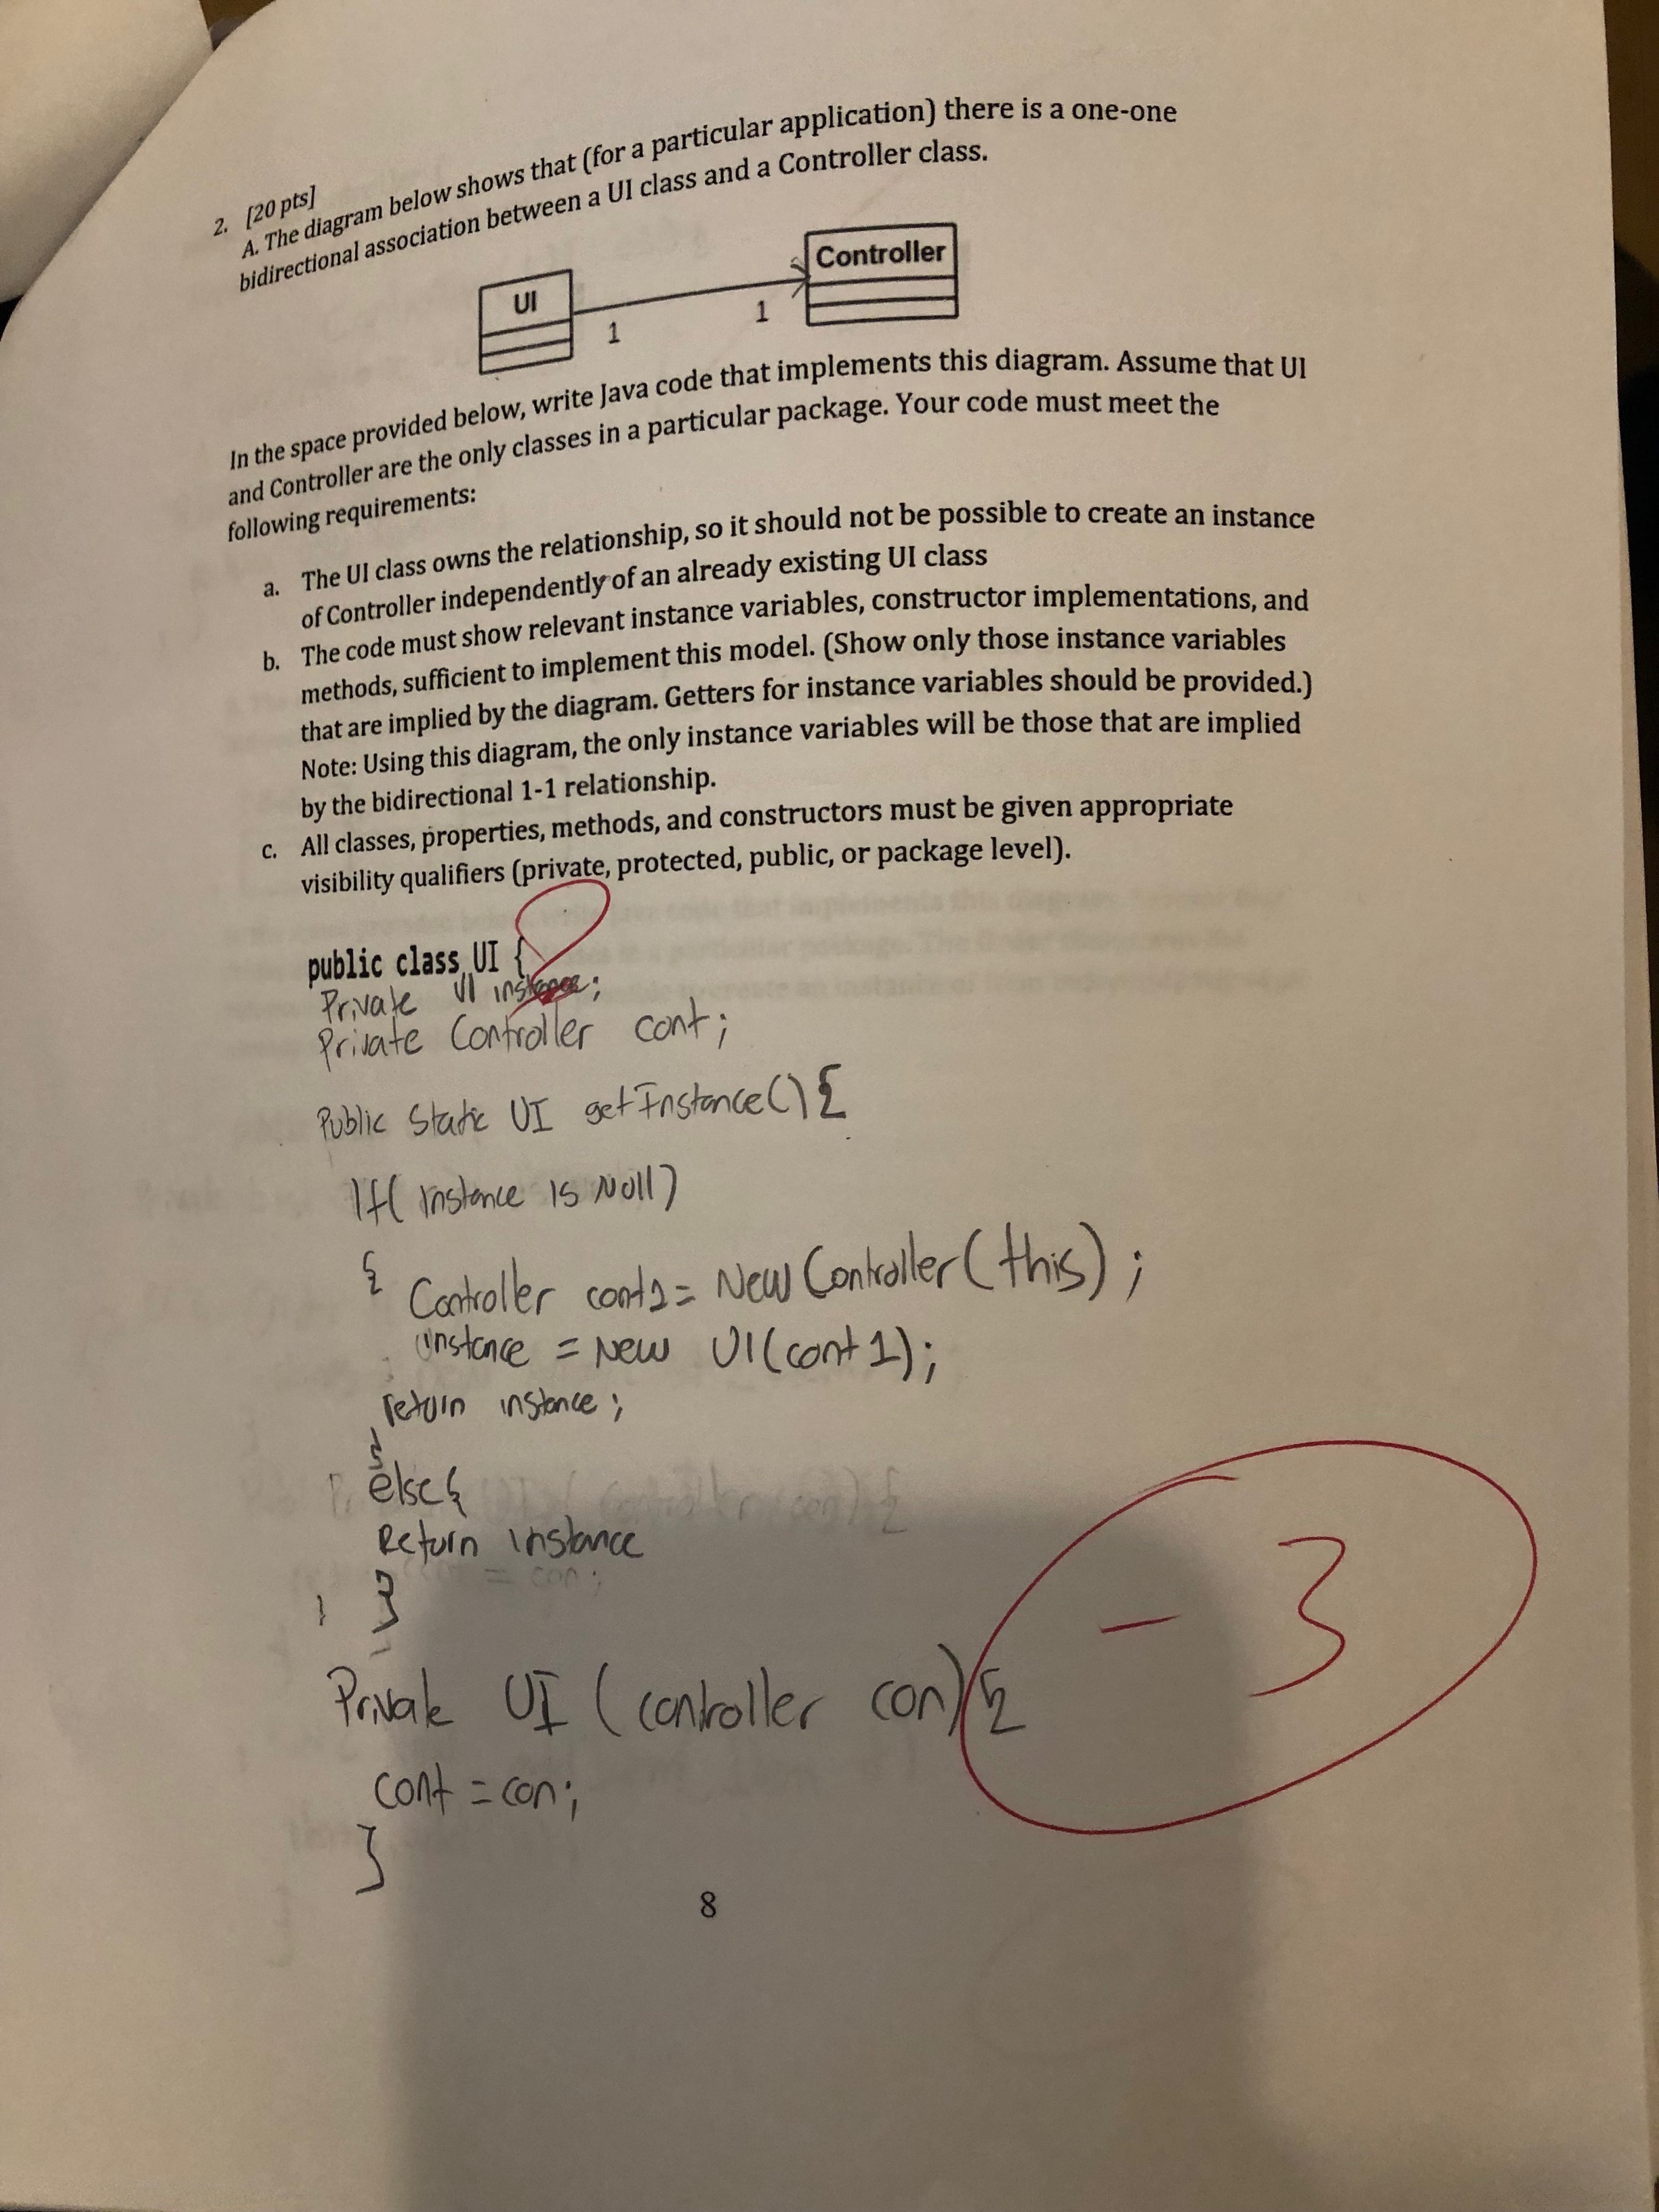 2. [20 pts]
A. The diagram below shows that (for a particular application) there is a one-one
bidirectional association between a UI class and a Controller class.
UI
Controller
1
1
In the space provided below, write Java code that implements this diagram. Assume that UI
and Controller are the only classes in a particular package. Your code must meet the
following requirements:
a. The UI class owns the relationship, so it should not be possible to create an instance
of Controller independently of an already existing UI class
b. The code must show relevant instance variables, constructor implementations, and
methods, sufficient to implement this model. (Show only those instance variables
that are implied by the diagram. Getters for instance variables should be provided.)
Note: Using this diagram, the only instance variables will be those that are implied
by the bidirectional 1-1 relationship.
c. All classes, properties, methods, and constructors must be given appropriate
visibility qualifiers (private, protected, public, or package level).
public class UI {
Private UI instance;
Private Controller cont;
Public Static UI getInstance() {
If( instance is Null)
{ Controller cont1 = New Controller(this);
instance = New UI(cont1);
return instance;
}
else{
Return instance
}
Private UI (controller con) {
cont = con;
}
- 3
8